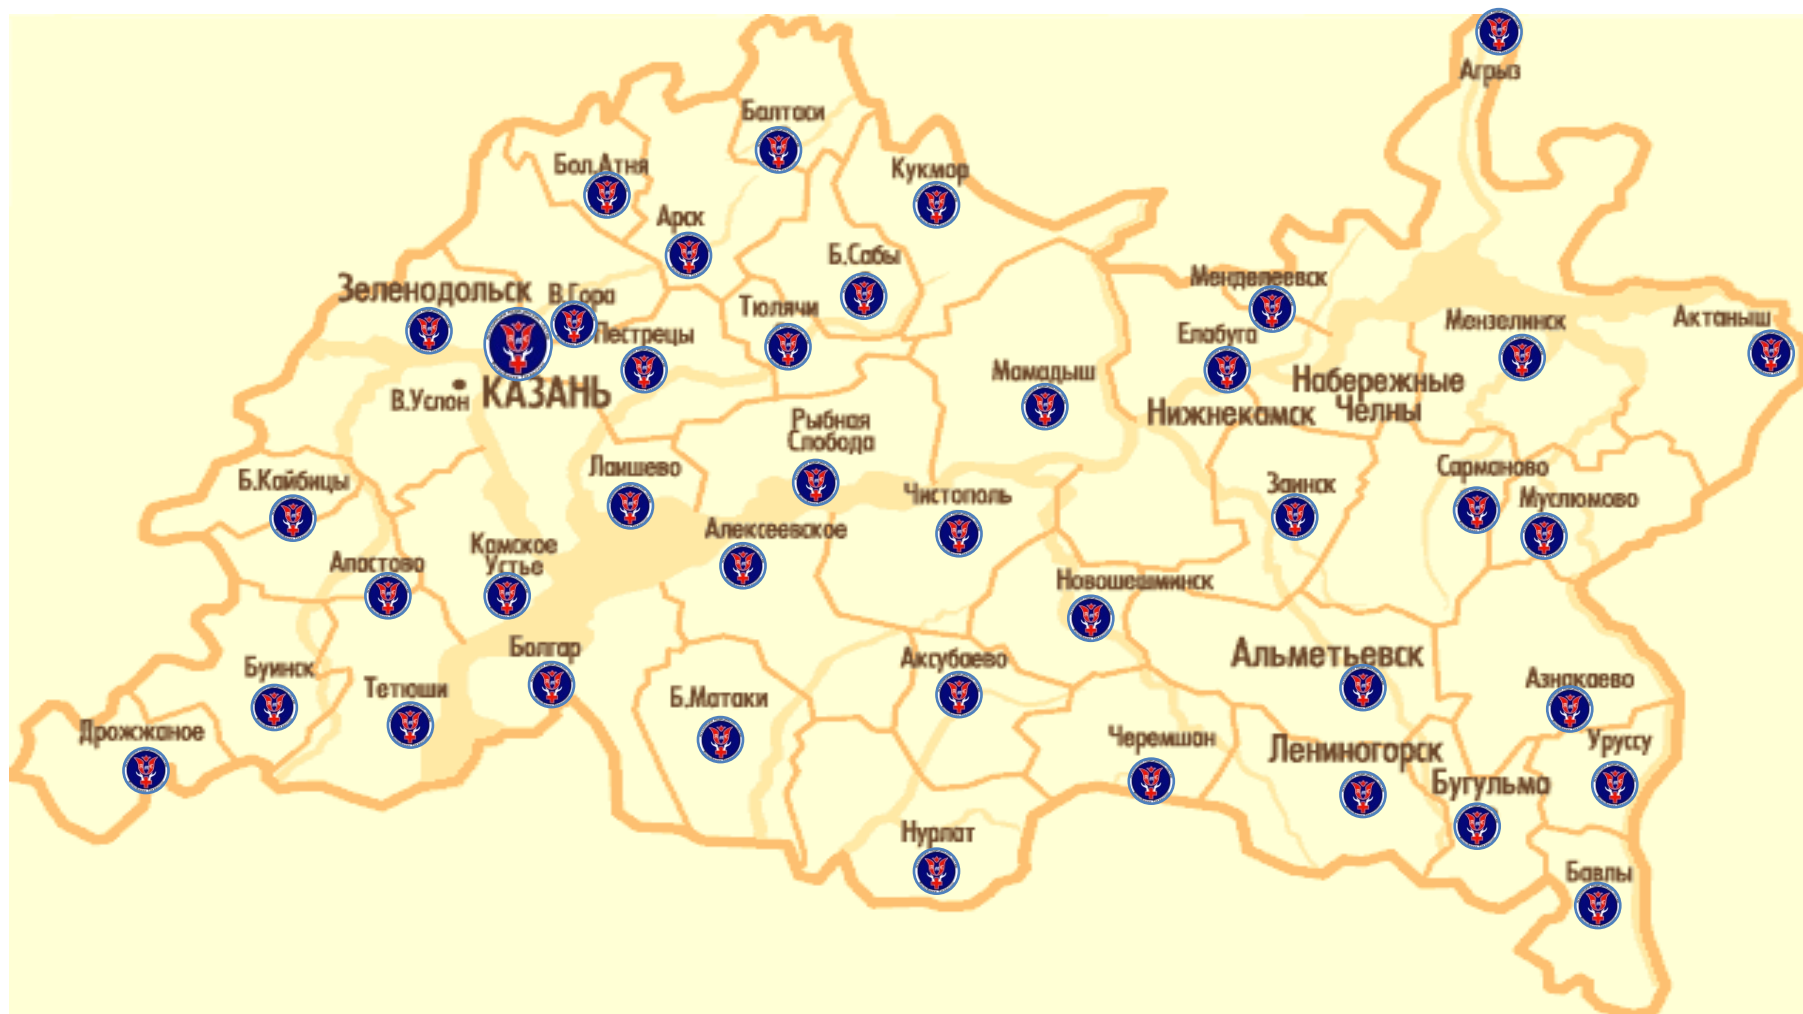 Агрыз
Балтаси
Бол.Атня
Кукмор
Арск
Б.Сабы
Зеленодольск
В.Гора
Тюлячи
Менделеевск
Пестрецы
Елабуга
Мензелинск
Актаныш
В.Услон
КАЗАНЬ
Мамадыш
Нижнекамск
Набережные
Челны
Рыбная
Слобода
Б.Кайбицы
Лаишево
Чистополь
Заинск
Сарманово
Муслюмово
Алексеевское
Камское
Устье
Апастово
Новошешминск
Болгар
Аксубаево
Альметьевск
Азнакаево
Буинск
Тетюши
Б.Матаки
Дрожжаное
Черемшан
Лениногорск
Уруссу
Бугульма
Нурлат
Бавлы